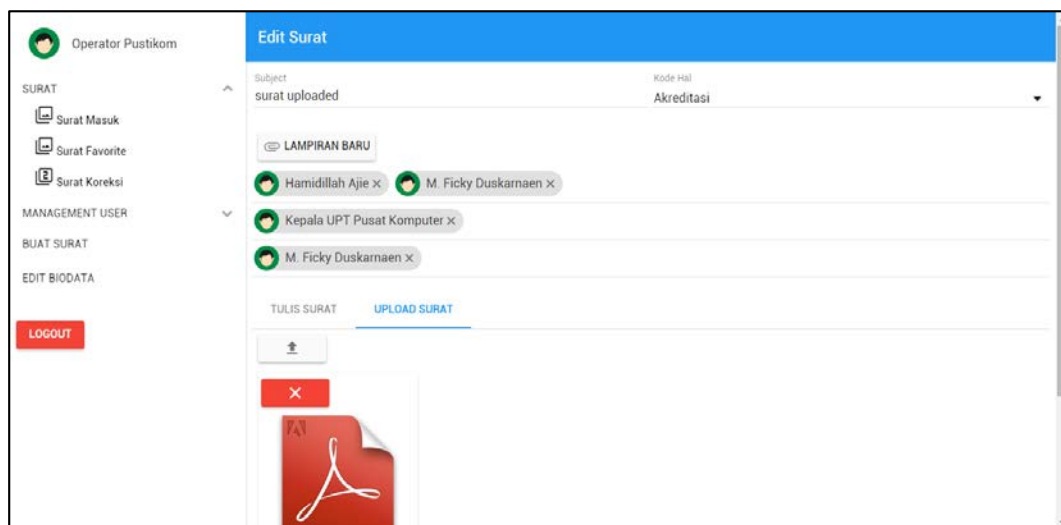 Operator Pustikom
SURAT
Surat Masuk
Surat Favorite
Surat Koreksi
MANAGEMENT USER
BUAT SURAT
EDIT BIODATA
LOGOUT
Edit Surat
Subject
surat uploaded
Kode Hal
Akreditasi
LAMPIRAN BARU
Hamidillah Ajie × M. Ficky Duskarnaen ×
Kepala UPT Pusat Komputer ×
M. Ficky Duskarnaen ×
TULIS SURAT UPLOAD SURAT